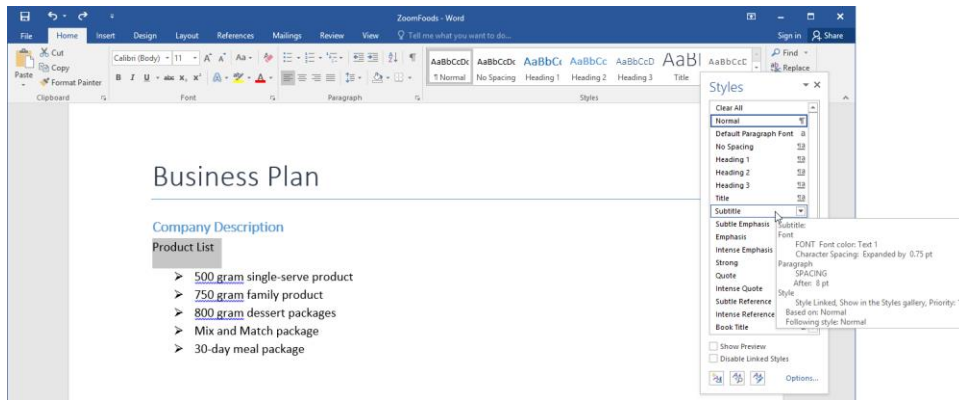 ZoomFoods - Word
File Home Insert Design Layout References Mailings Review View Tell me what you want to do... Sign in Share
Paste
Cut
Copy
Format Painter
Calibri (Body) 11
Clipboard Font Paragraph Styles
AaBbCcDc AaBbCcDc AaBbCc AaBbCc AaBbCcD AaBl AaBbCcC
¶ Normal No Spacing Heading 1 Heading 2 Heading 3 Title
Find
Replace
Business Plan
Company Description
Product List
500 gram single-serve product
750 gram family product
800 gram dessert packages
Mix and Match package
30-day meal package
Styles
Clear All
Normal
Default Paragraph Font
No Spacing
Heading 1
Heading 2
Heading 3
Title
Subtitle
Subtle Emphasis
Emphasis
Intense Emphasis
Strong
Quote
Intense Quote
Subtle Reference
Intense Reference
Book Title
Show Preview
Disable Linked Styles
Options...
Subtitle:
Font
FONT Font color: Text 1
Character Spacing: Expanded by 0.75 pt
Paragraph
SPACING
After: 8 pt
Style
Style Linked, Show in the Styles gallery, Priority:
Based on: Normal
Following style: Normal